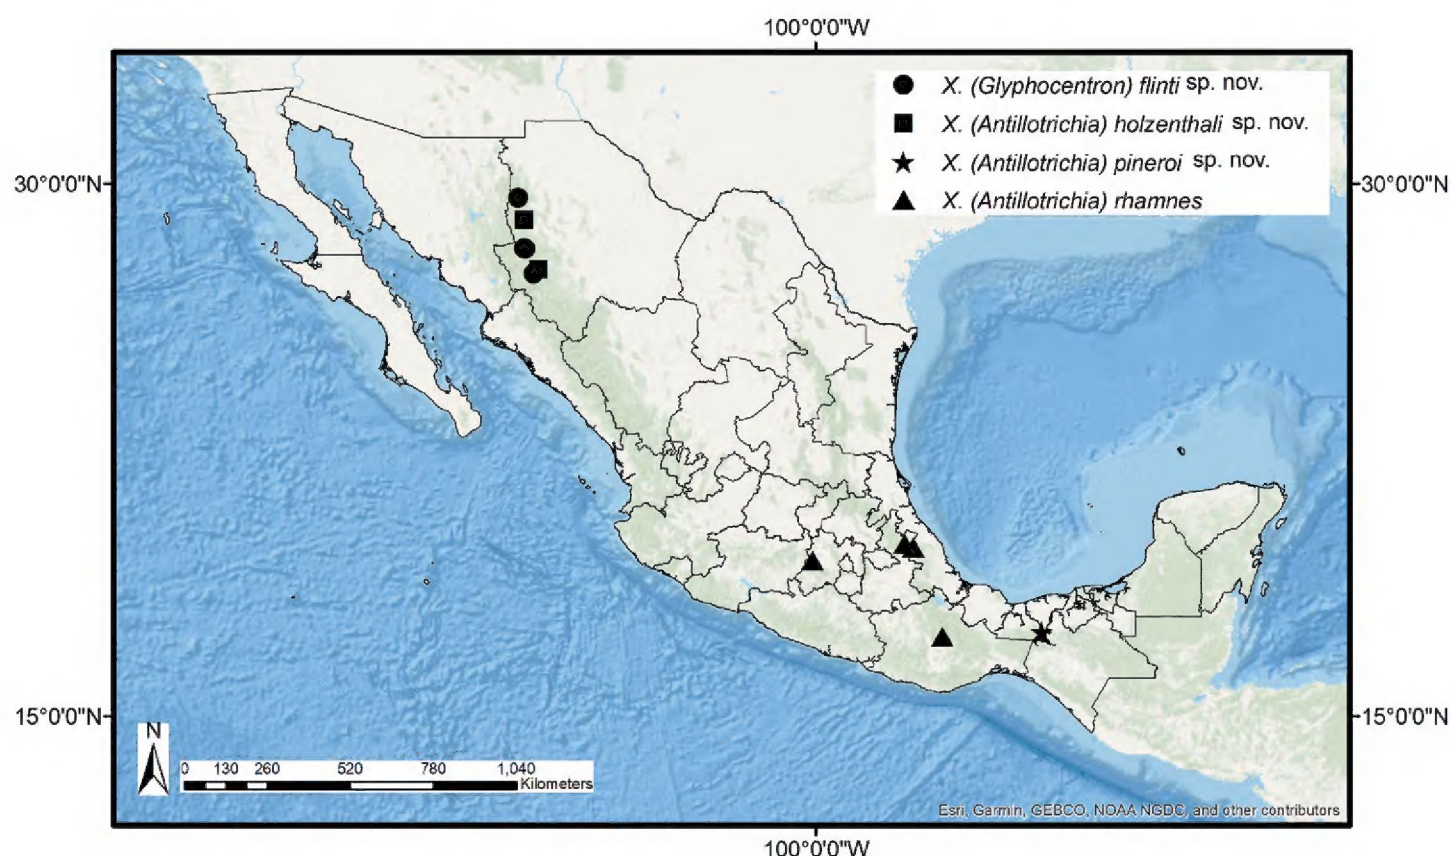 100°0'0"W
X. (Glyphocentron) flinti sp. nov.
X. (Antillotrichia) holzenthali sp. nov.
X. (Antillotrichia) pineroi sp. nov.
X. (Antillotrichia) rhamnes
30°0'0"N
30°0'0"N
15°0'0"N
15°0'0"N
N
0 130 260 520 780 1,040
Kilometers
Esri, Garmin, GEBCO, NOAA NGDC, and other contributors
100°0'0"W